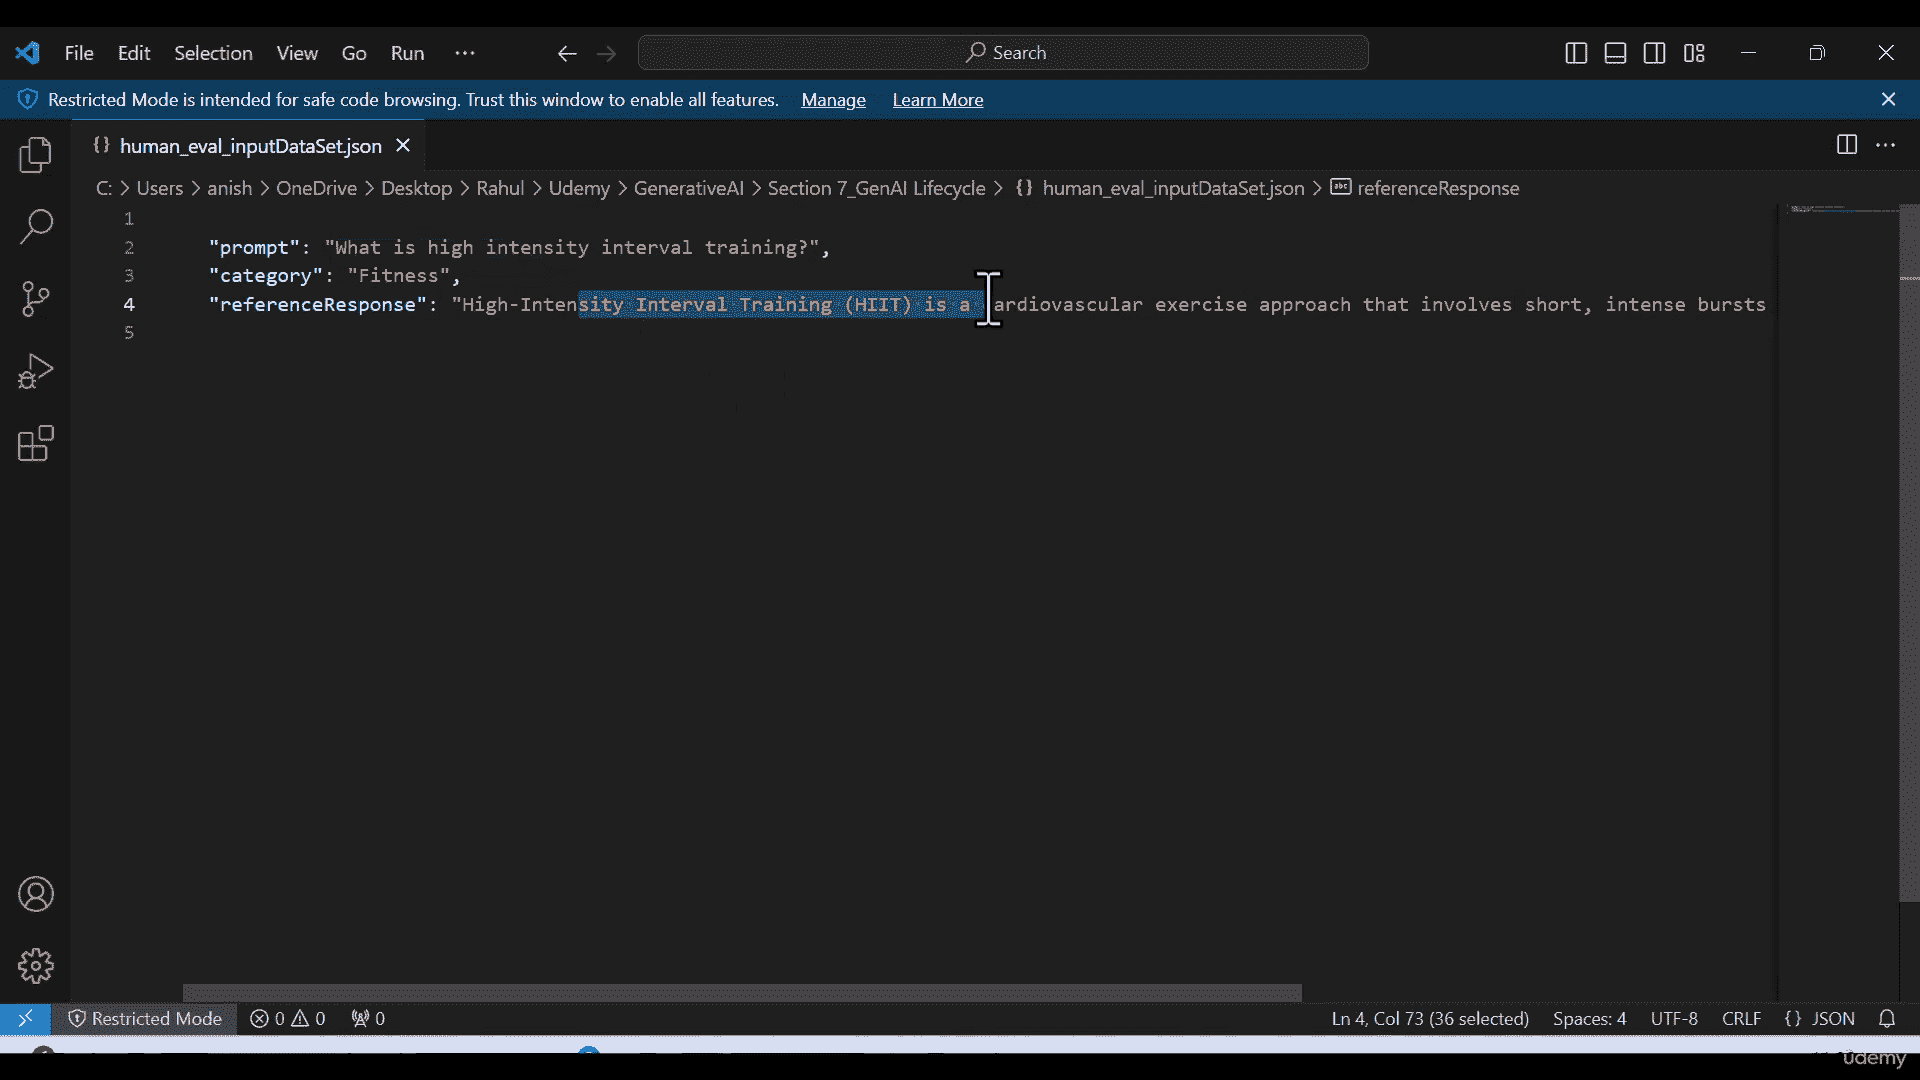 File Edit Selection View Go Run ··· Search
Restricted Mode is intended for safe code browsing. Trust this window to enable all features. Manage Learn More
{} human_eval_inputDataSet.json
C: > Users > anish > OneDrive > Desktop > Rahul > Udemy > GenerativeAI > Section 7_GenAI Lifecycle > {} human_eval_inputDataSet.json > abc referenceResponse
1
2 "prompt": "What is high intensity interval training?",
3 "category": "Fitness",
4 "referenceResponse": "High-Intensity Interval Training (HIIT) is a ardiovascular exercise approach that involves short, intense bursts
5
Restricted Mode 0 0 0 Ln 4, Col 73 (36 selected) Spaces: 4 UTF-8 CRLF {} JSON
udemy